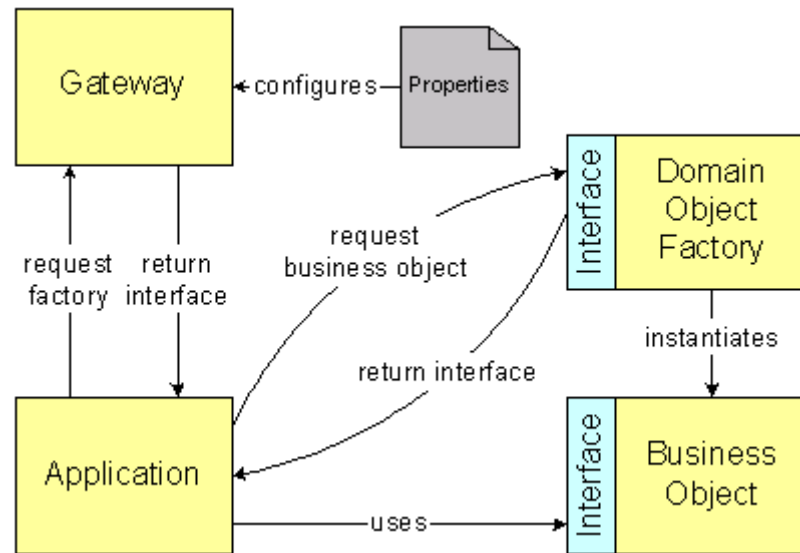 Gateway
configures
Properties
request
factory
return
interface
request
business object
Interface
Domain
Object
Factory
return interface
instantiates
Application
uses
Interface
Business
Object